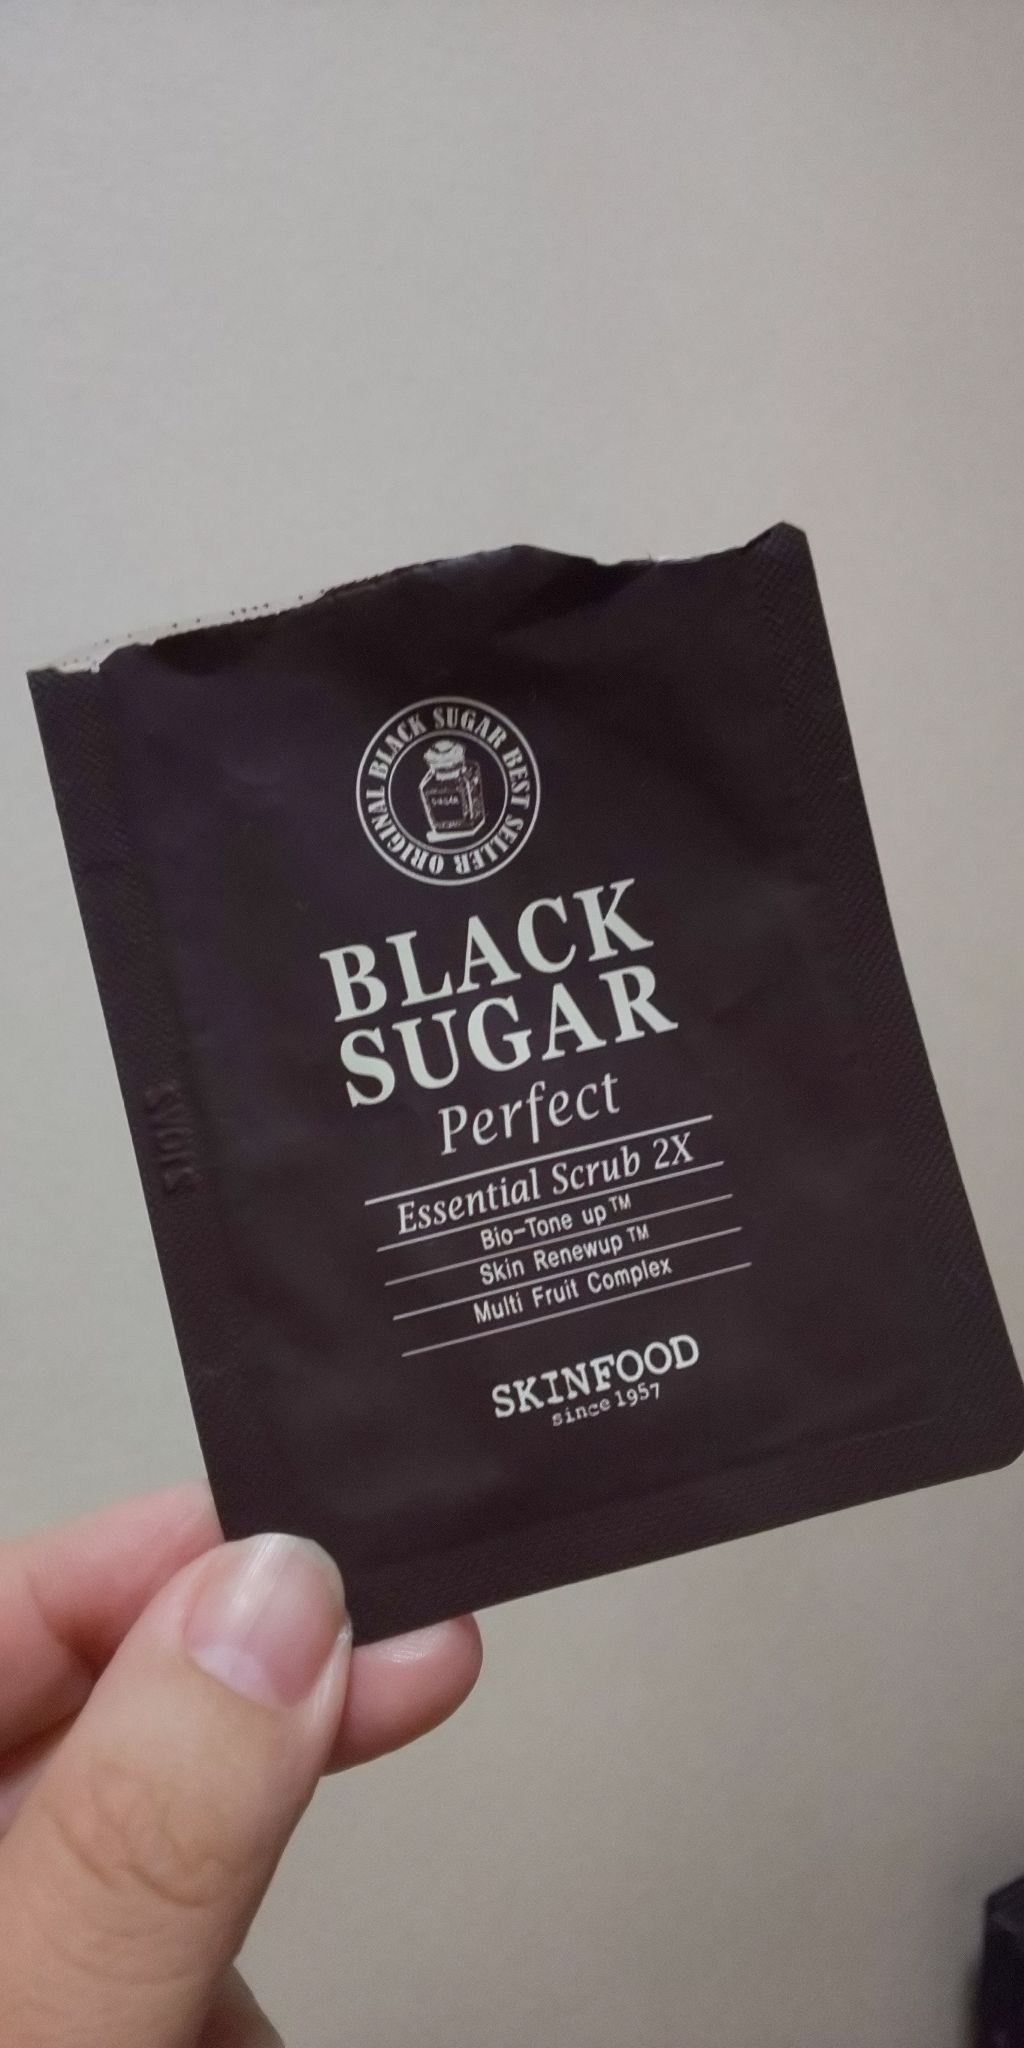 ORIGINAL BLACK SUGAR BEST SELLER
SUGAR
BLACK
SUGAR
Perfect
Essential Scrub 2X
Bio-Tone up™
Skin Renewup™
Multi Fruit Complex
SKINFOOD
since 1957